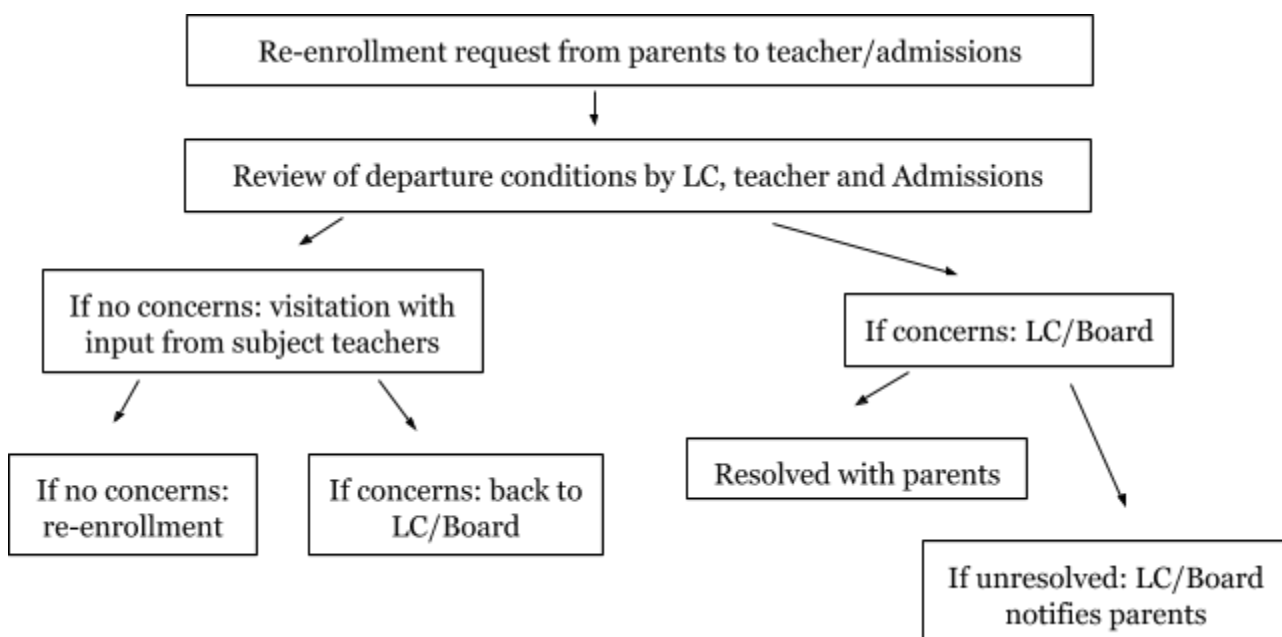 Re-enrollment request from parents to teacher/admissions
Review of departure conditions by LC, teacher and Admissions
If no concerns: visitation with
input from subject teachers
If concerns: LC/Board
If no concerns:
re-enrollment
If concerns: back to
LC/Board
Resolved with parents
If unresolved: LC/Board
notifies parents